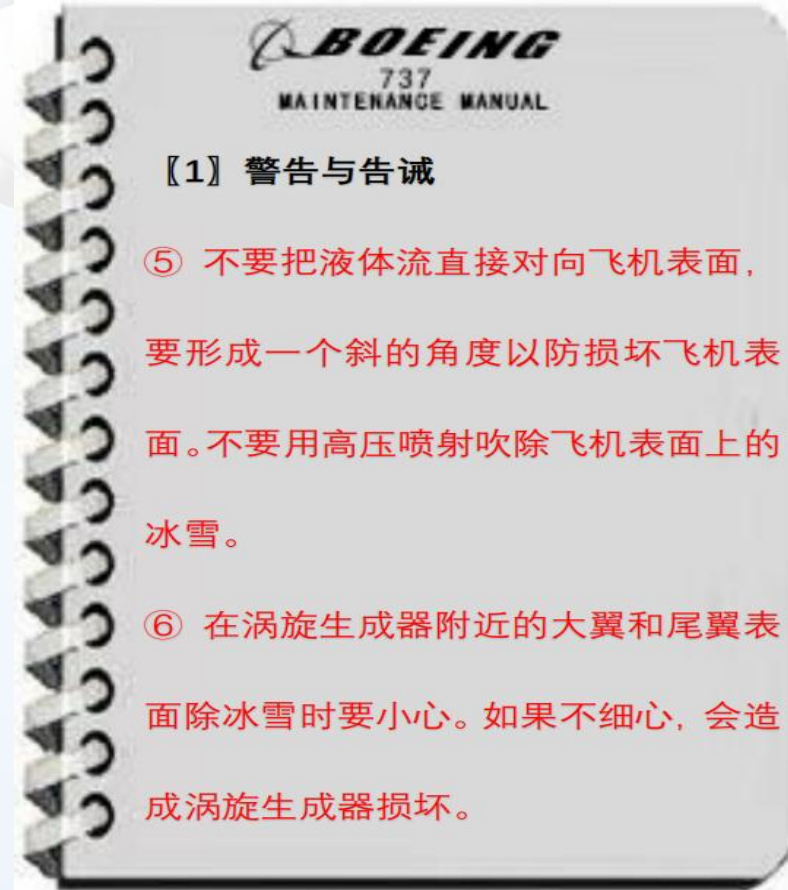 BOEING
737
MAINTENANCE MANUAL
〖1〗警告与告诫
⑤ 不要把液体流直接对向飞机表面，
要形成一个斜的角度以防损坏飞机表
面。不要用高压喷射吹除飞机表面上的
冰雪。
⑥ 在涡旋生成器附近的大翼和尾翼表
面除冰雪时要小心。如果不细心，会造
成涡旋生成器损坏。